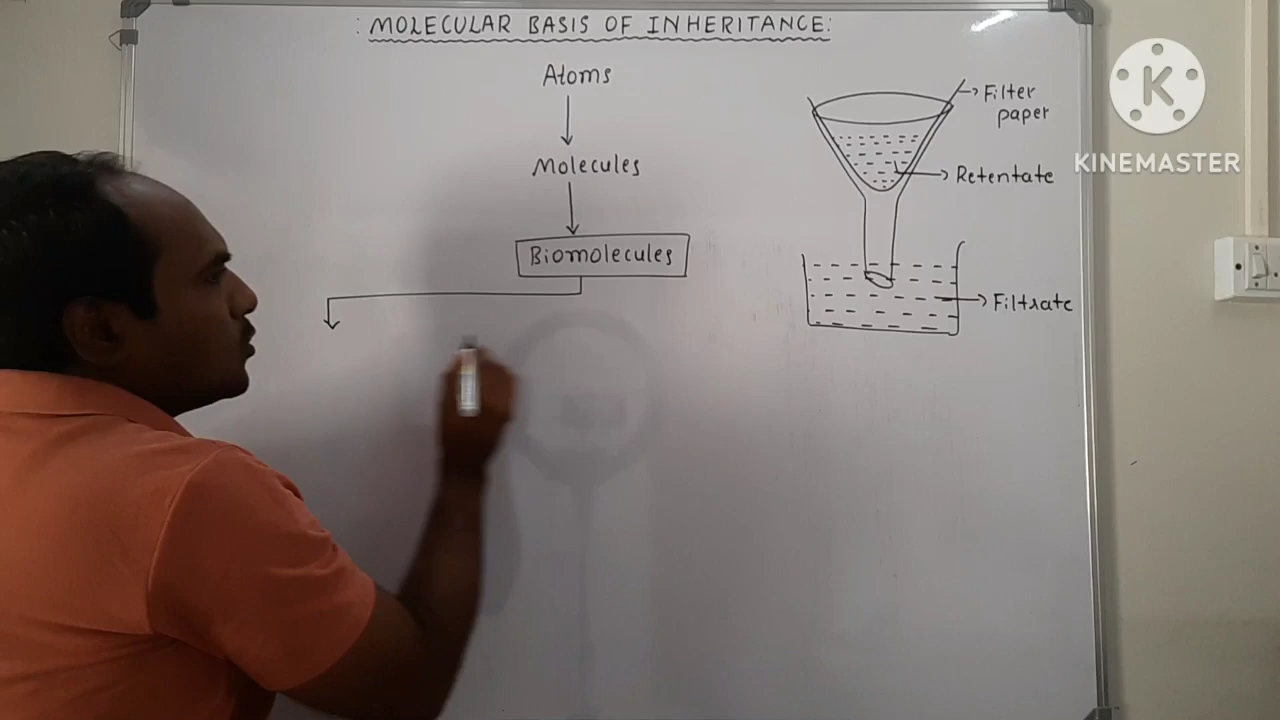 : MOLECULAR BASIS OF INHERITANCE:
Atoms
Molecules
Biomolecules
Filter
paper
Retentate
Filtrate
K
KINEMASTER